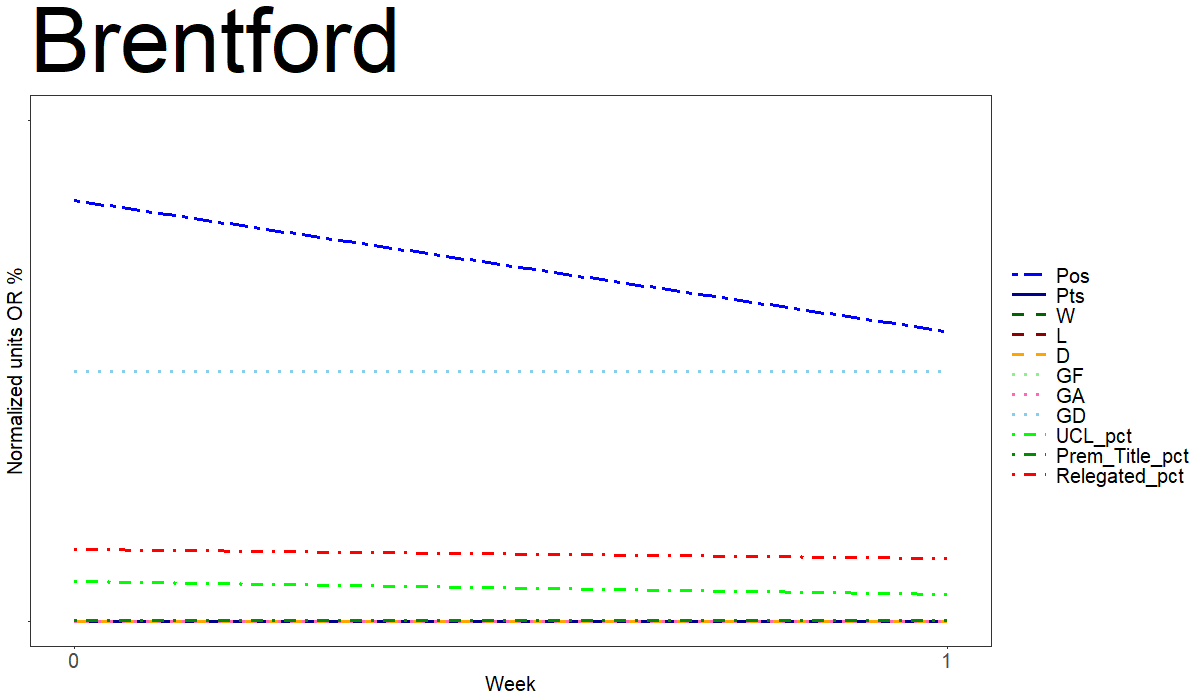 Brentford
Normalized units OR %
Pos
Pts
W
L
D
GF
GA
GD
UCL_pct
Prem_Title_pct
Relegated_pct
0
1
Week